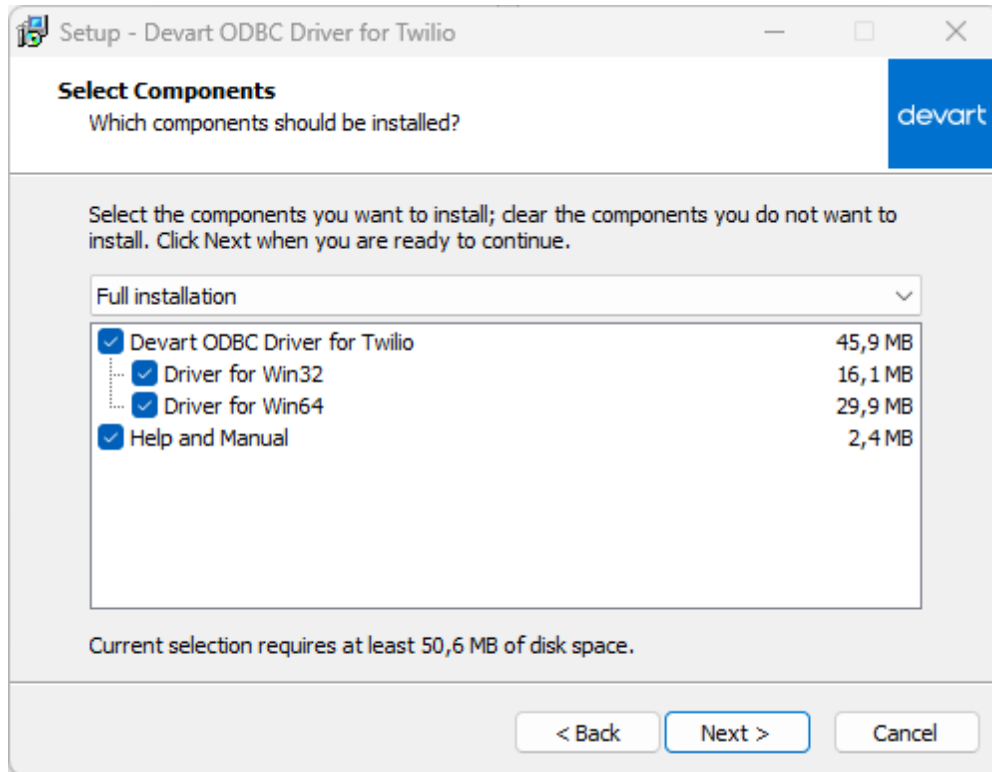 Setup - Devart ODBC Driver for Twilio
Select Components
Which components should be installed?
devart
Select the components you want to install; clear the components you do not want to
install. Click Next when you are ready to continue.
Full installation
Devart ODBC Driver for Twilio 45,9 MB
Driver for Win32 16,1 MB
Driver for Win64 29,9 MB
Help and Manual 2,4 MB
Current selection requires at least 50,6 MB of disk space.
< Back Next > Cancel